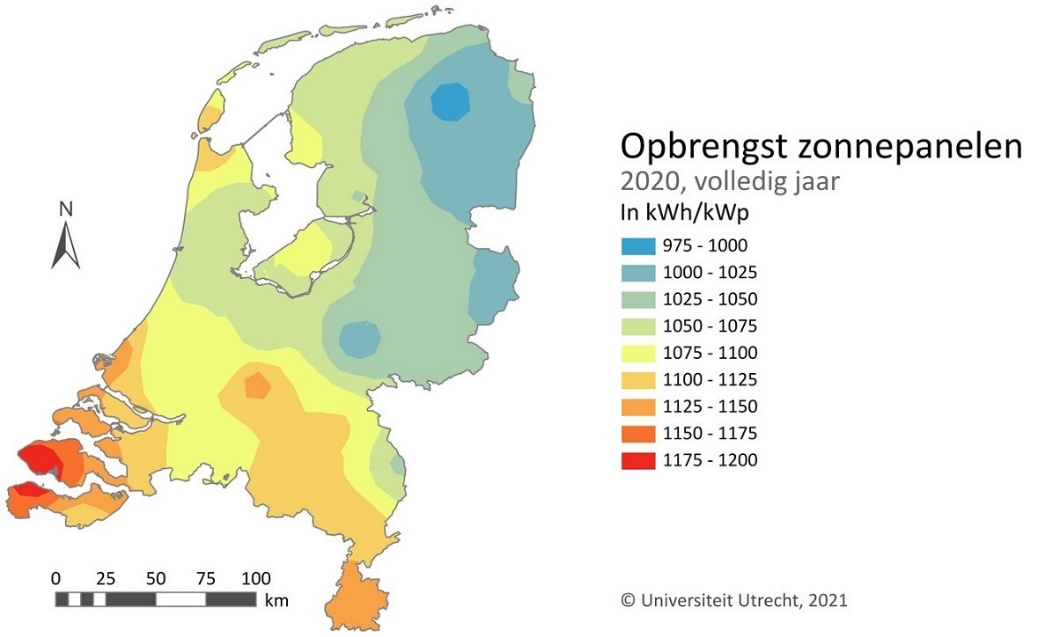 Opbrengst zonnepanelen
2020, volledig jaar
In kWh/kWp
975 - 1000
1000 - 1025
1025 - 1050
1050 - 1075
1075 - 1100
1100 - 1125
1125 - 1150
1150 - 1175
1175 - 1200
N
0 25 50 75 100
km
© Universiteit Utrecht, 2021